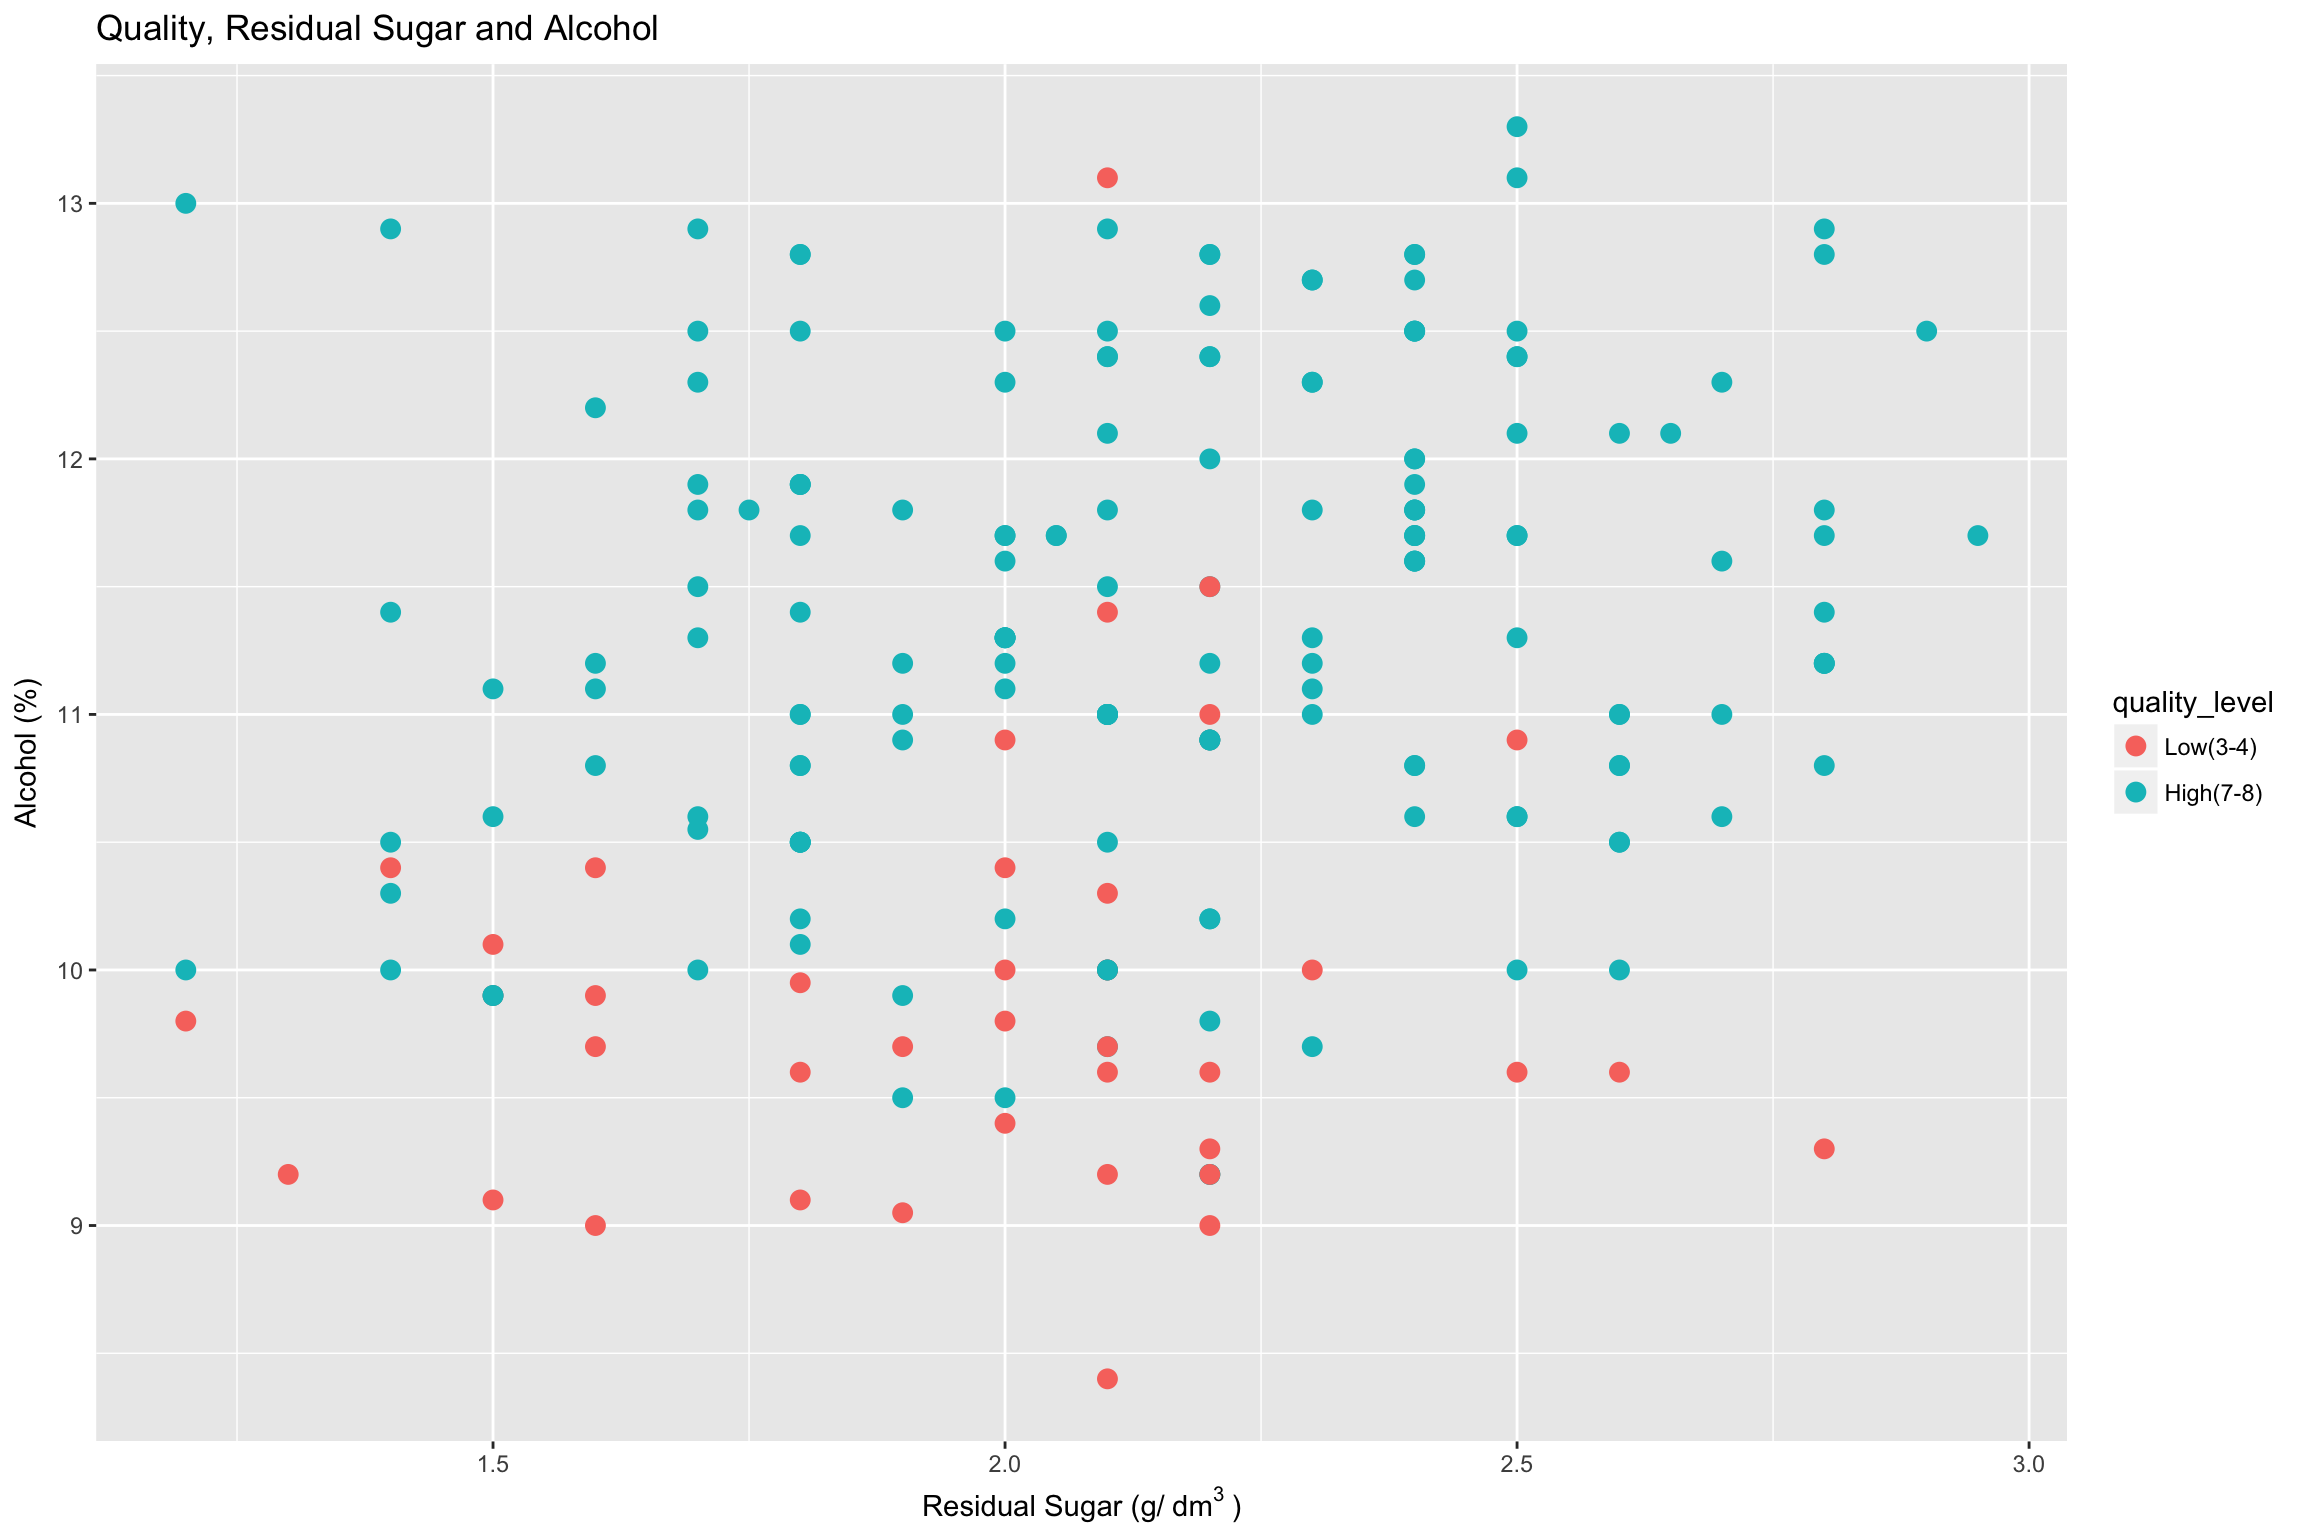 Quality, Residual Sugar and Alcohol
13
12
11
10
9
Alcohol (%)
1.5 2.0 2.5 3.0
Residual Sugar (g/ dm³ )
quality_level
Low(3-4)
High(7-8)